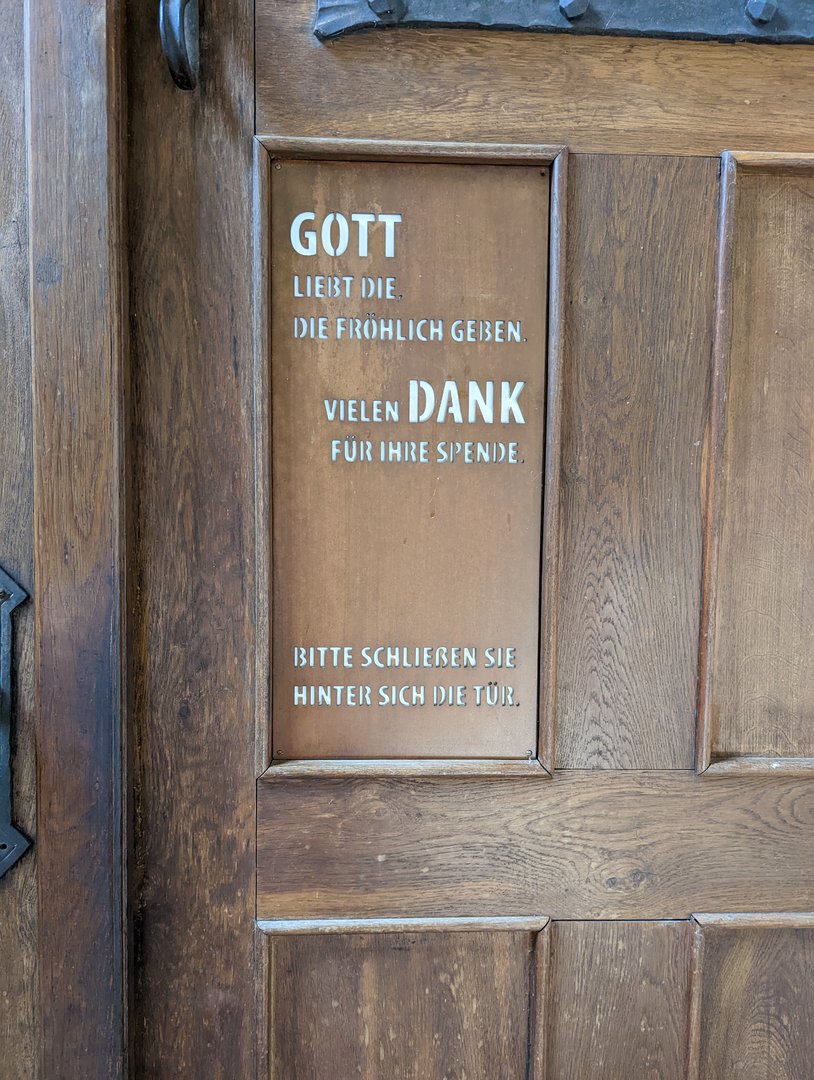 GOTT
LIEBT DIE,
DIE FRÖHLICH GEBEN.
VIELEN DANK
FÜR IHRE SPENDE.
BITTE SCHLIEßEN SIE
HINTER SICH DIE TÜR.